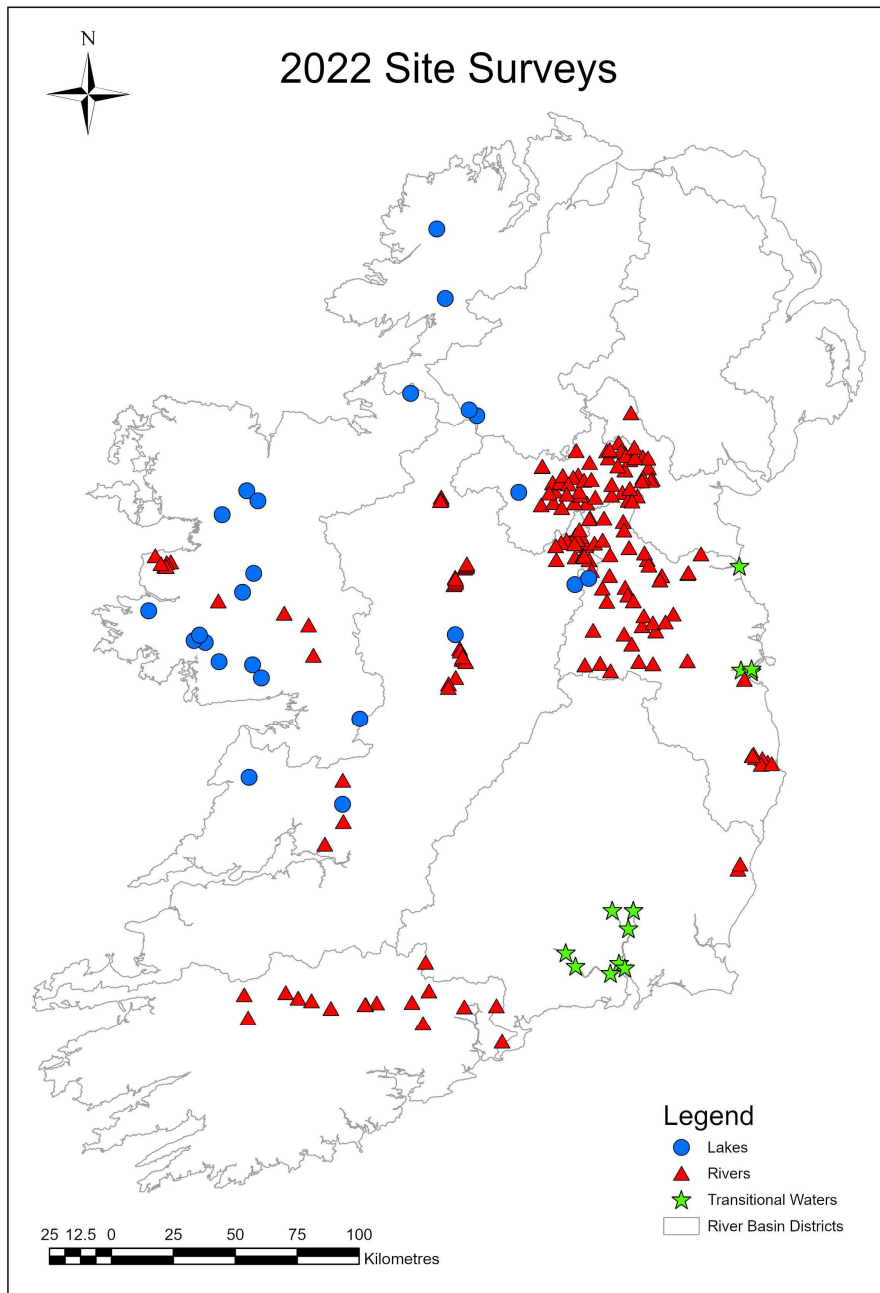 N
2022 Site Surveys
Legend
Lakes
Rivers
Transitional Waters
River Basin Districts
25 12.5 0 25 50 75 100
Kilometres